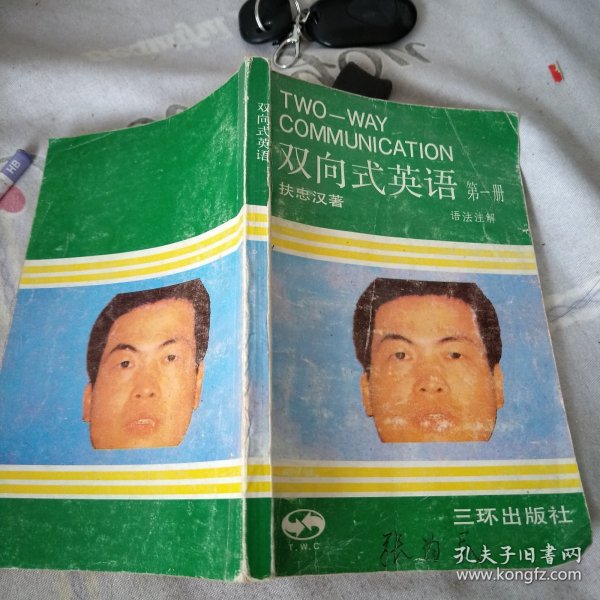 TWO—WAY
COMMUNICATION
双向式英语 第一册
扶忠汉著
语法注解
三环出版社
双向式英语
T.W.C
HB
孔夫子旧书网
www.kongfz.com